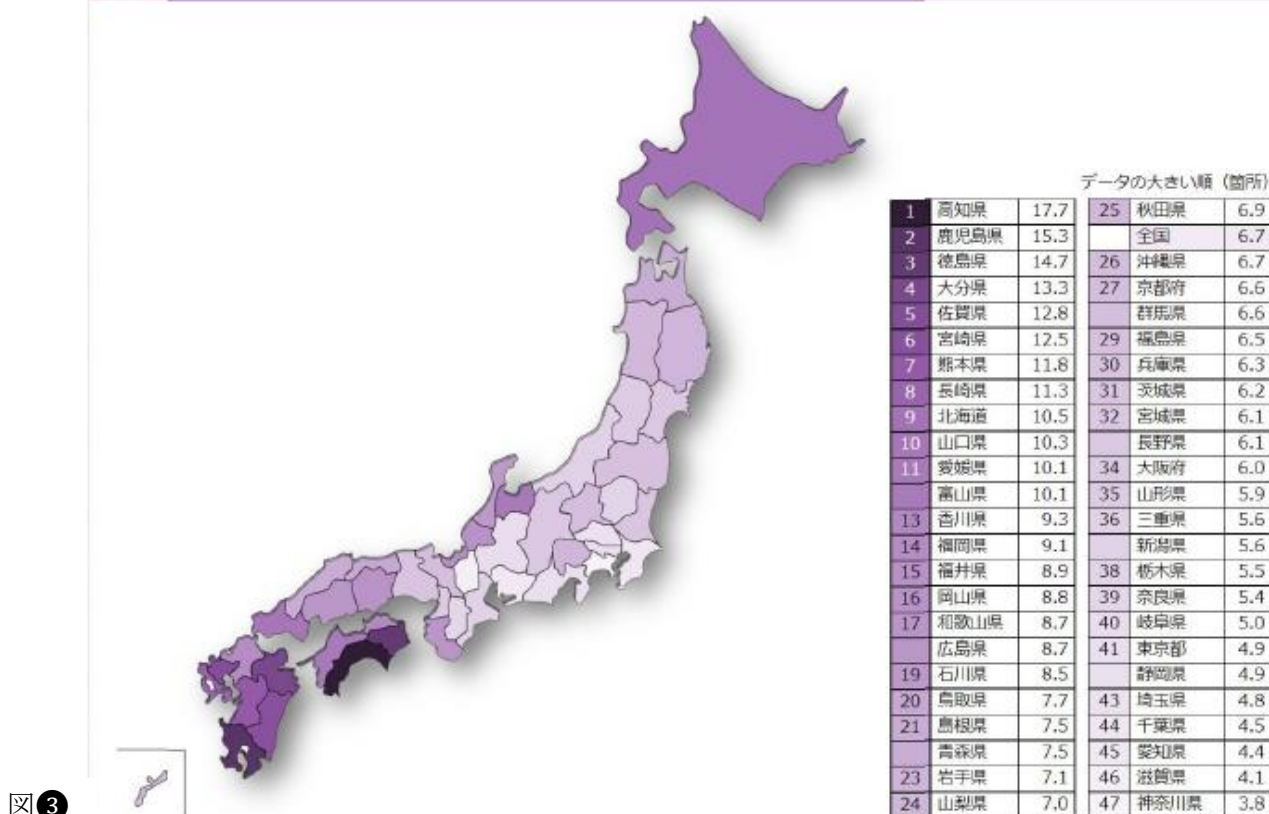 データの大きい順（箇所）
1 高知県 17.7 25 秋田県 6.9
2 鹿児島県 15.3 全国 6.7
3 徳島県 14.7 26 沖縄県 6.7
4 大分県 13.3 27 京都府 6.6
5 佐賀県 12.8 群馬県 6.6
6 宮崎県 12.5 29 福島県 6.5
7 熊本県 11.8 30 兵庫県 6.3
8 長崎県 11.3 31 茨城県 6.2
9 北海道 10.5 32 宮城県 6.1
10 山口県 10.3 長野県 6.1
11 愛媛県 10.1 34 大阪府 6.0
富山県 10.1 35 山形県 5.9
13 香川県 9.3 36 三重県 5.6
14 福岡県 9.1 新潟県 5.6
15 福井県 8.9 38 栃木県 5.5
16 岡山県 8.8 39 奈良県 5.4
17 和歌山県 8.7 40 岐阜県 5.0
広島県 8.7 41 東京都 4.9
19 石川県 8.5 静岡県 4.9
20 鳥取県 7.7 43 埼玉県 4.8
21 島根県 7.5 44 千葉県 4.5
青森県 7.5 45 愛知県 4.4
23 岩手県 7.1 46 滋賀県 4.1
24 山梨県 7.0 47 神奈川県 3.8
図❸